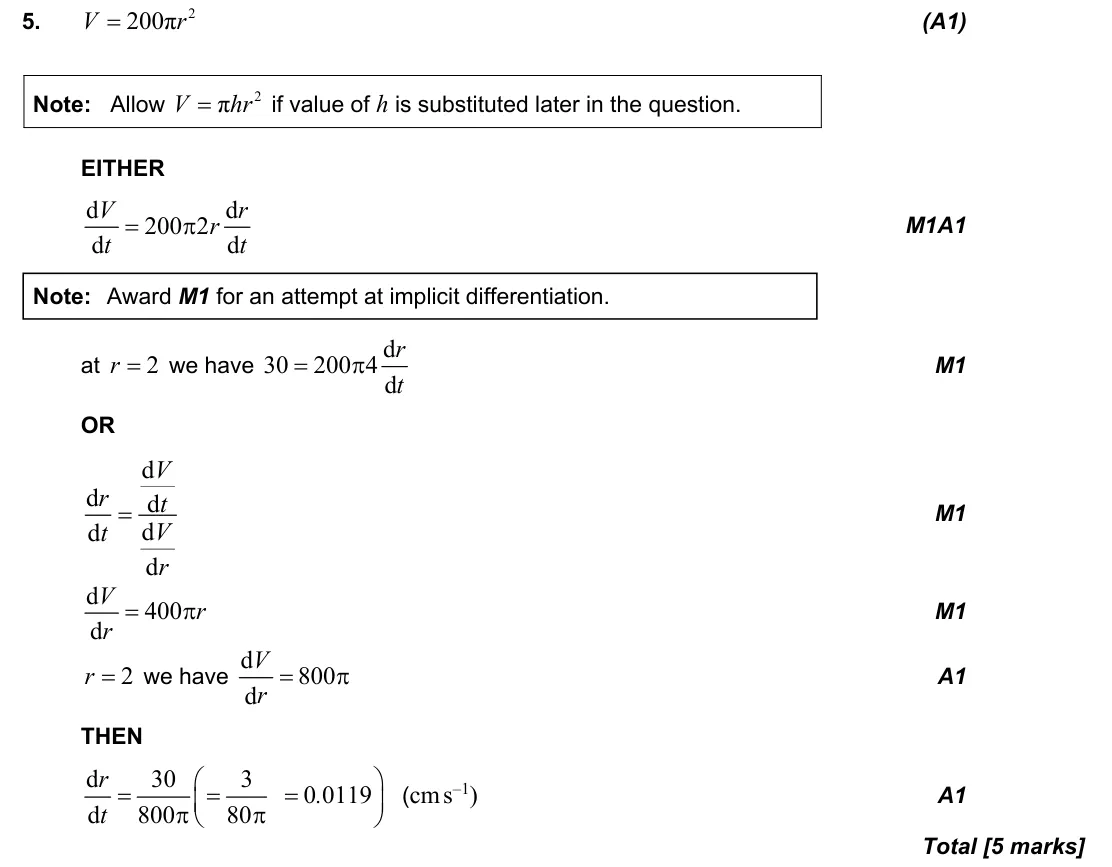 5. V = 200πr² (A1)
Note: Allow V = πhr² if value of h is substituted later in the question.
EITHER
dV/dt = 200π2r dr/dt M1A1
Note: Award M1 for an attempt at implicit differentiation.
at r = 2 we have 30 = 200π4 dr/dt M1
OR
dr/dt = (dV/dt)/(dV/dr) M1
dV/dr = 400πr M1
r = 2 we have dV/dr = 800π A1
THEN
dr/dt = 30/800π (= 3/80π = 0.0119) (cm s⁻¹) A1
Total [5 marks]